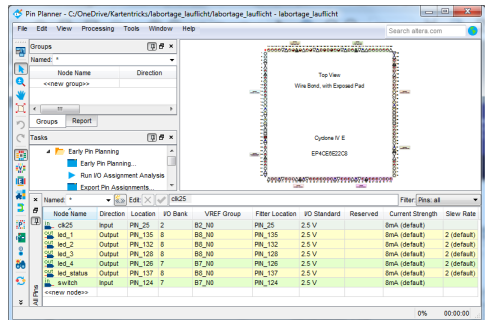 Pin Planner - C:/OneDrive/Kartentricks/labortage_lauflicht/labortage_lauflicht - labortage_lauflicht
File Edit View Processing Tools Window Help
Search altera.com
Groups
Named: *
Node Name Direction
<<new group>>
Groups Report
Tasks
Early Pin Planning
Early Pin Planning...
Run I/O Assignment Analysis
Export Pin Assignments...
Top View
Wire Bond, with Exposed Pad
Cyclone IV E
EP4CE6E22C8
Named: * Edit: clk25 Filter: Pins: all
Node Name Direction Location I/O Bank VREF Group Fitter Location I/O Standard Reserved Current Strength Slew Rate
clk25 Input PIN_25 2 B2_N0 PIN_25 2.5 V 8mA (default)
led_1 Output PIN_135 8 B8_N0 PIN_135 2.5 V 8mA (default) 2 (default)
led_2 Output PIN_132 8 B8_N0 PIN_132 2.5 V 8mA (default) 2 (default)
led_3 Output PIN_128 8 B8_N0 PIN_128 2.5 V 8mA (default) 2 (default)
led_4 Output PIN_126 7 B7_N0 PIN_126 2.5 V 8mA (default) 2 (default)
led_status Output PIN_137 8 B8_N0 PIN_137 2.5 V 8mA (default) 2 (default)
switch Input PIN_124 7 B7_N0 PIN_124 2.5 V 8mA (default)
<<new node>>
All Pins
0% 00:00:00